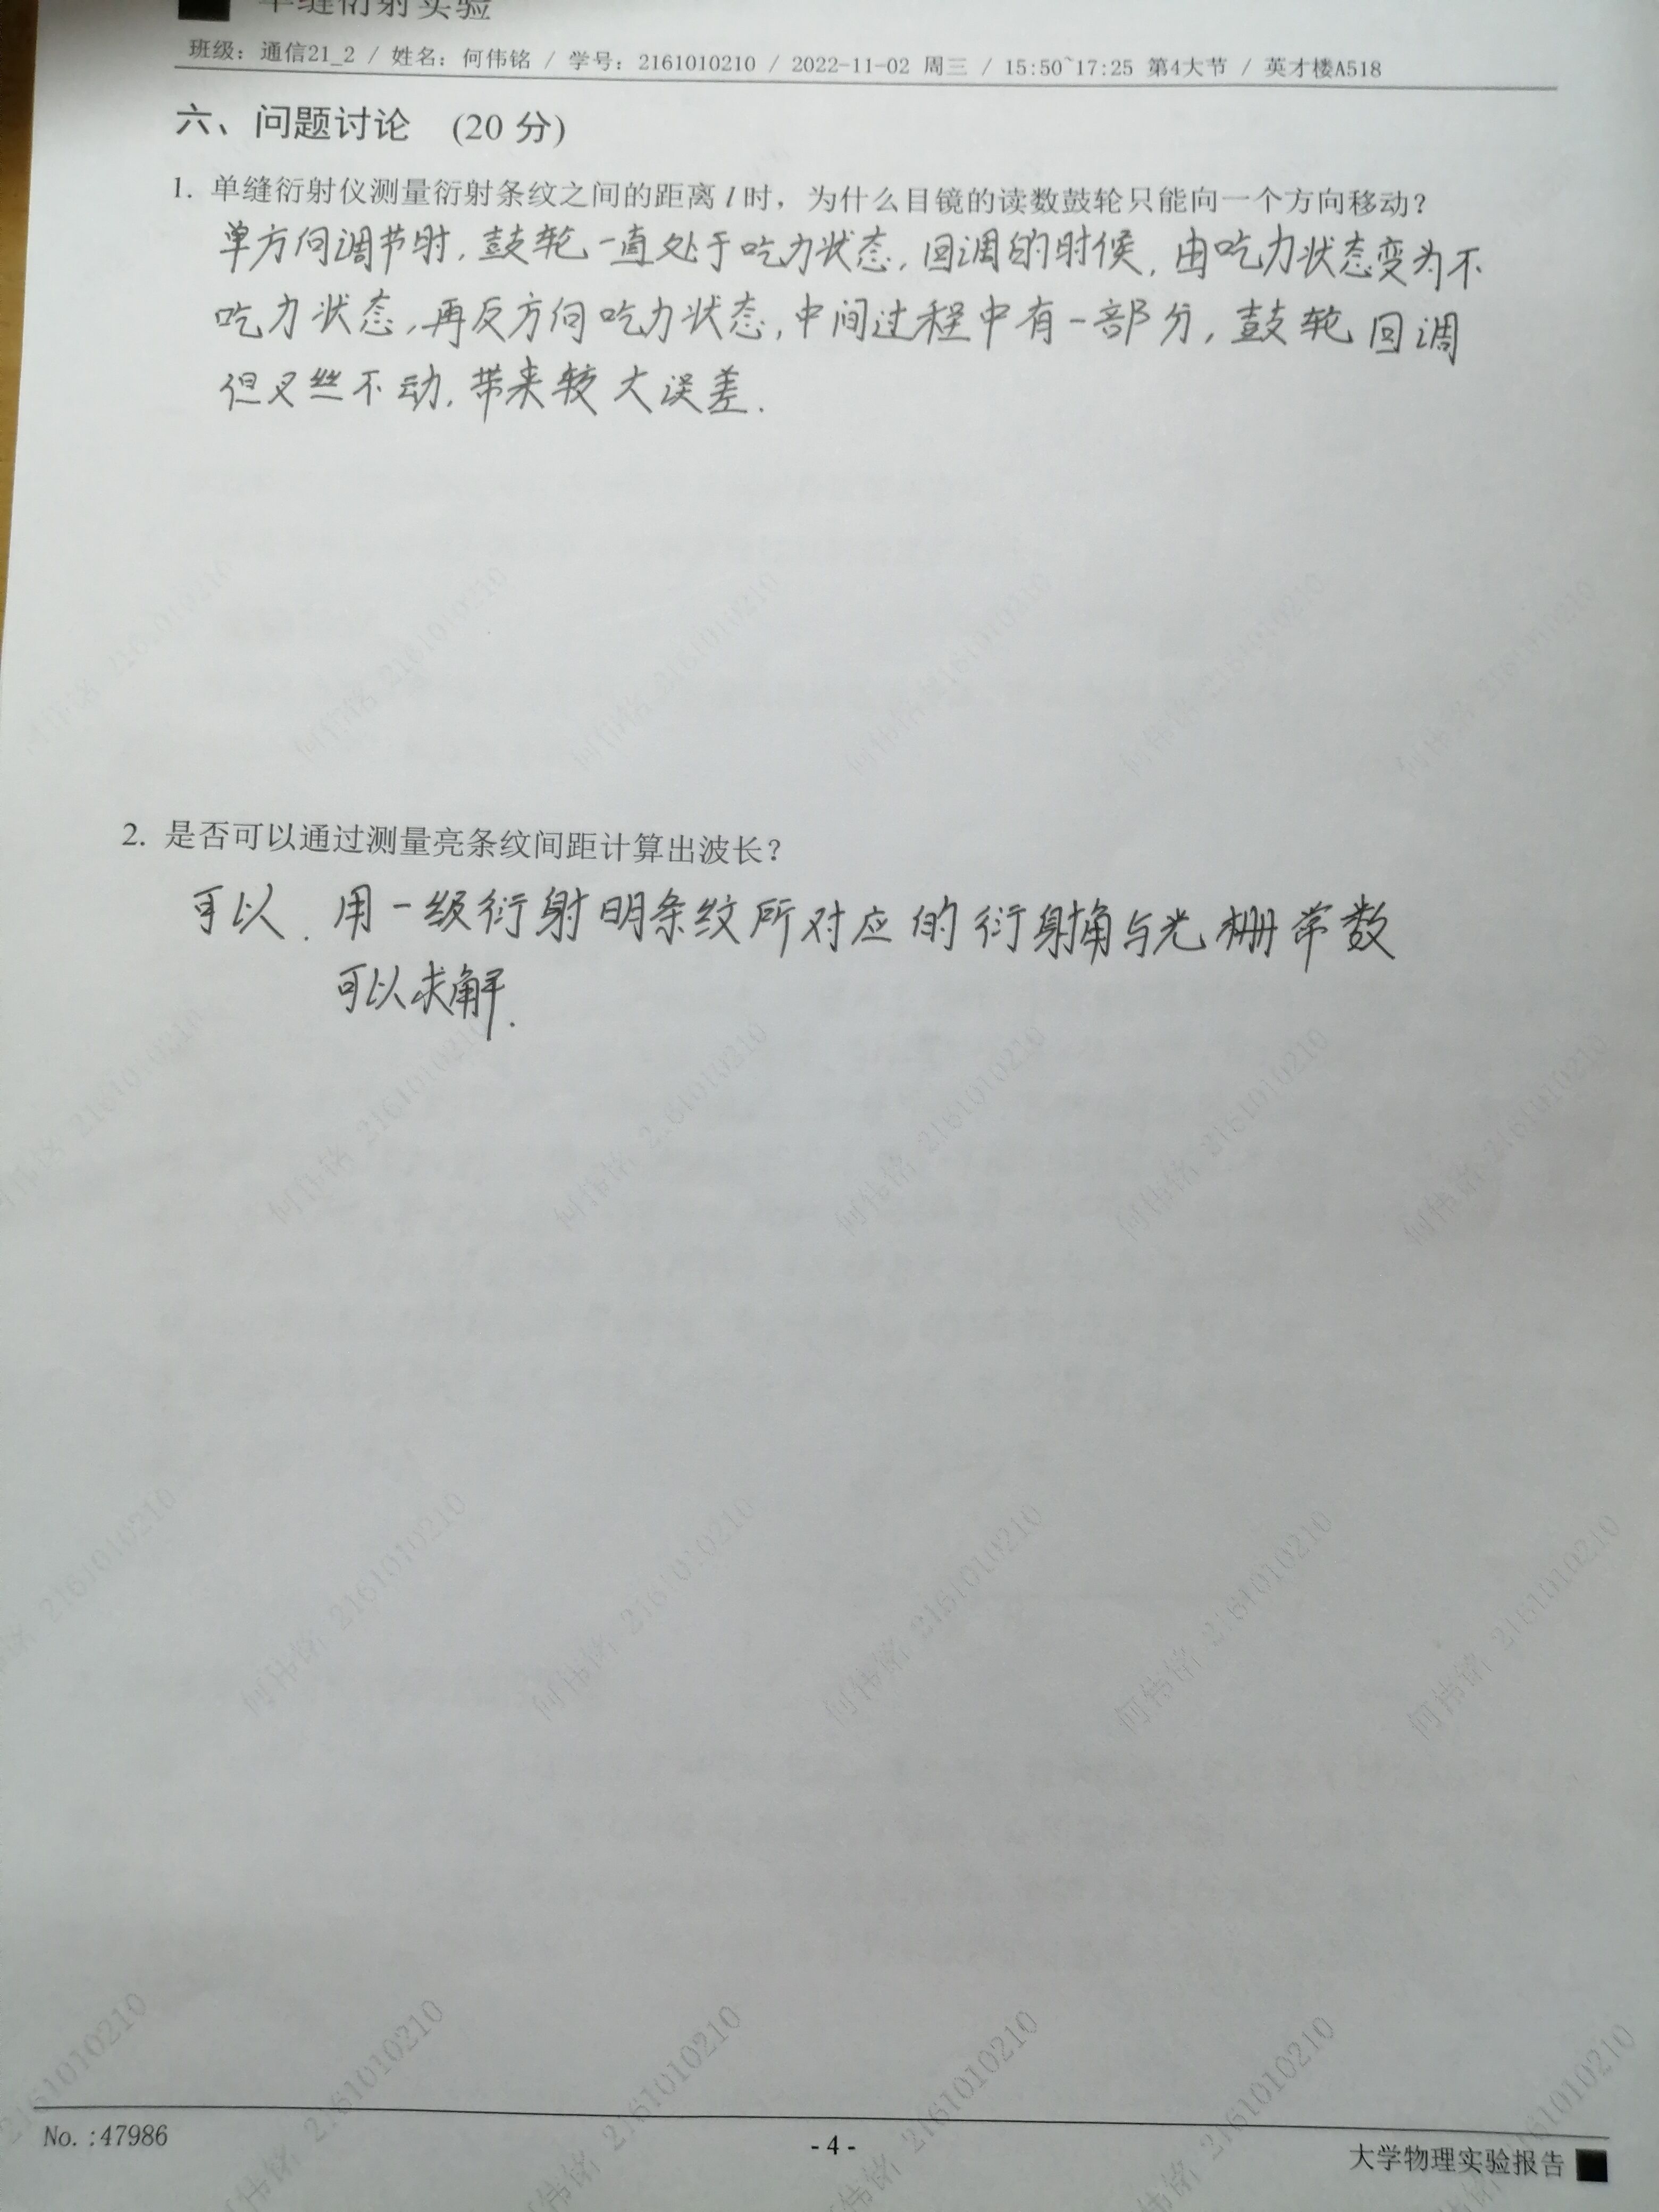 单缝衍射实验
班级：通信21_2 / 姓名：何伟铭 / 学号：2161010210 / 2022-11-02 周三 / 15:50~17:25 第4大节 / 英才楼A518
六、问题讨论 (20 分)
1. 单缝衍射仪测量衍射条纹之间的距离 l 时，为什么目镜的读数鼓轮只能向一个方向移动？
单方向调节时，鼓轮一直处于吃力状态，回调的时候，由吃力状态变为不
吃力状态，再反方向吃力状态，中间过程中有一部分，鼓轮回调
但叉丝不动，带来较大误差.
2. 是否可以通过测量亮条纹间距计算出波长？
可以．用一级衍射明条纹所对应的衍射角与光栅常数
可以求解．
何伟铭 2161010210
No.:47986
- 4 -
大学物理实验报告